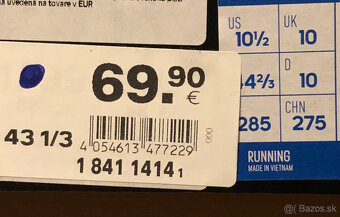 uvedená na tovare v EUR
69.90
€
43 1/3
4 054613 477229
1 841 1414 1
000
US
10½
UK
10
44⅔
D
10
285
CHN
275
RUNNING
MADE IN VIETNAM
© Bazos.sk